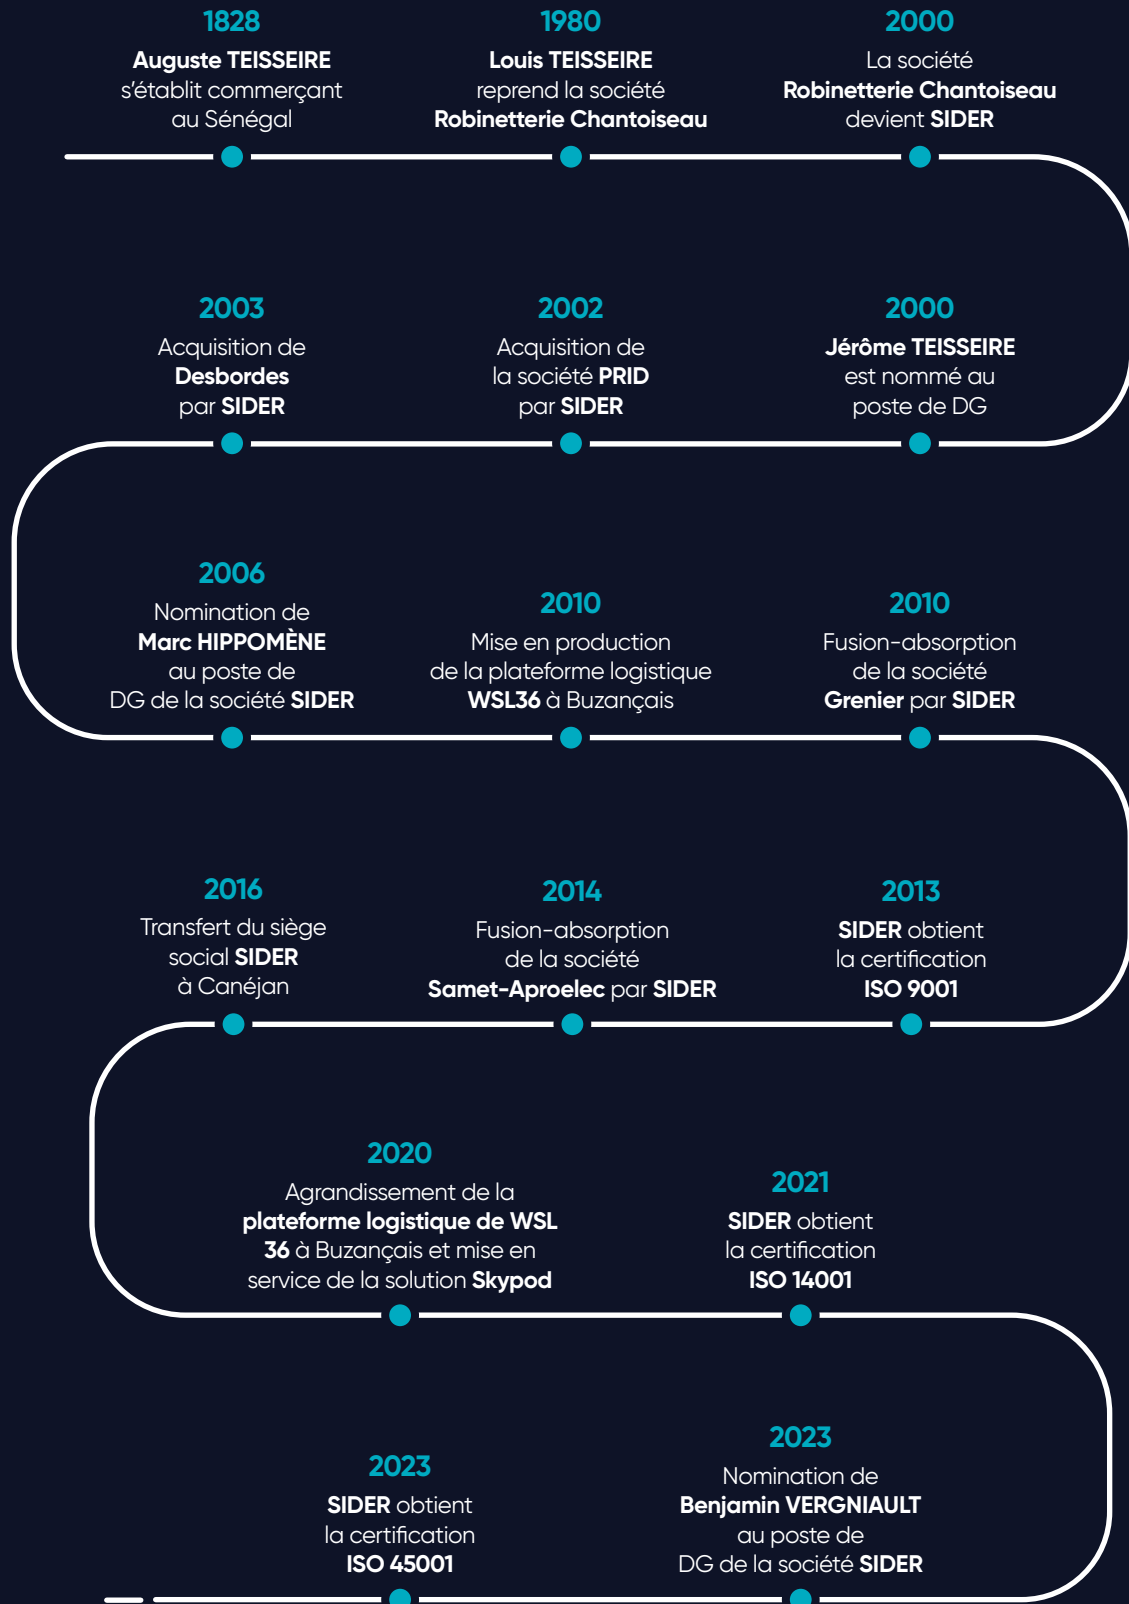 1828
Auguste TEISSEIRE
s'établit commerçant
au Sénégal
1980
Louis TEISSEIRE
reprend la société
Robinetterie Chantoiseau
2000
La société
Robinetterie Chantoiseau
devient SIDER
2000
Jérôme TEISSEIRE
est nommé au
poste de DG
2002
Acquisition de
la société PRID
par SIDER
2003
Acquisition de
Desbordes
par SIDER
2006
Nomination de
Marc HIPPOMÈNE
au poste de
DG de la société SIDER
2010
Mise en production
de la plateforme logistique
WSL36 à Buzançais
2010
Fusion-absorption
de la société
Grenier par SIDER
2013
SIDER obtient
la certification
ISO 9001
2014
Fusion-absorption
de la société
Samet-Aproelec par SIDER
2016
Transfert du siège
social SIDER
à Canéjan
2020
Agrandissement de la
plateforme logistique de WSL
36 à Buzançais et mise en
service de la solution Skypod
2021
SIDER obtient
la certification
ISO 14001
2023
Nomination de
Benjamin VERGNIAULT
au poste de
DG de la société SIDER
2023
SIDER obtient
la certification
ISO 45001